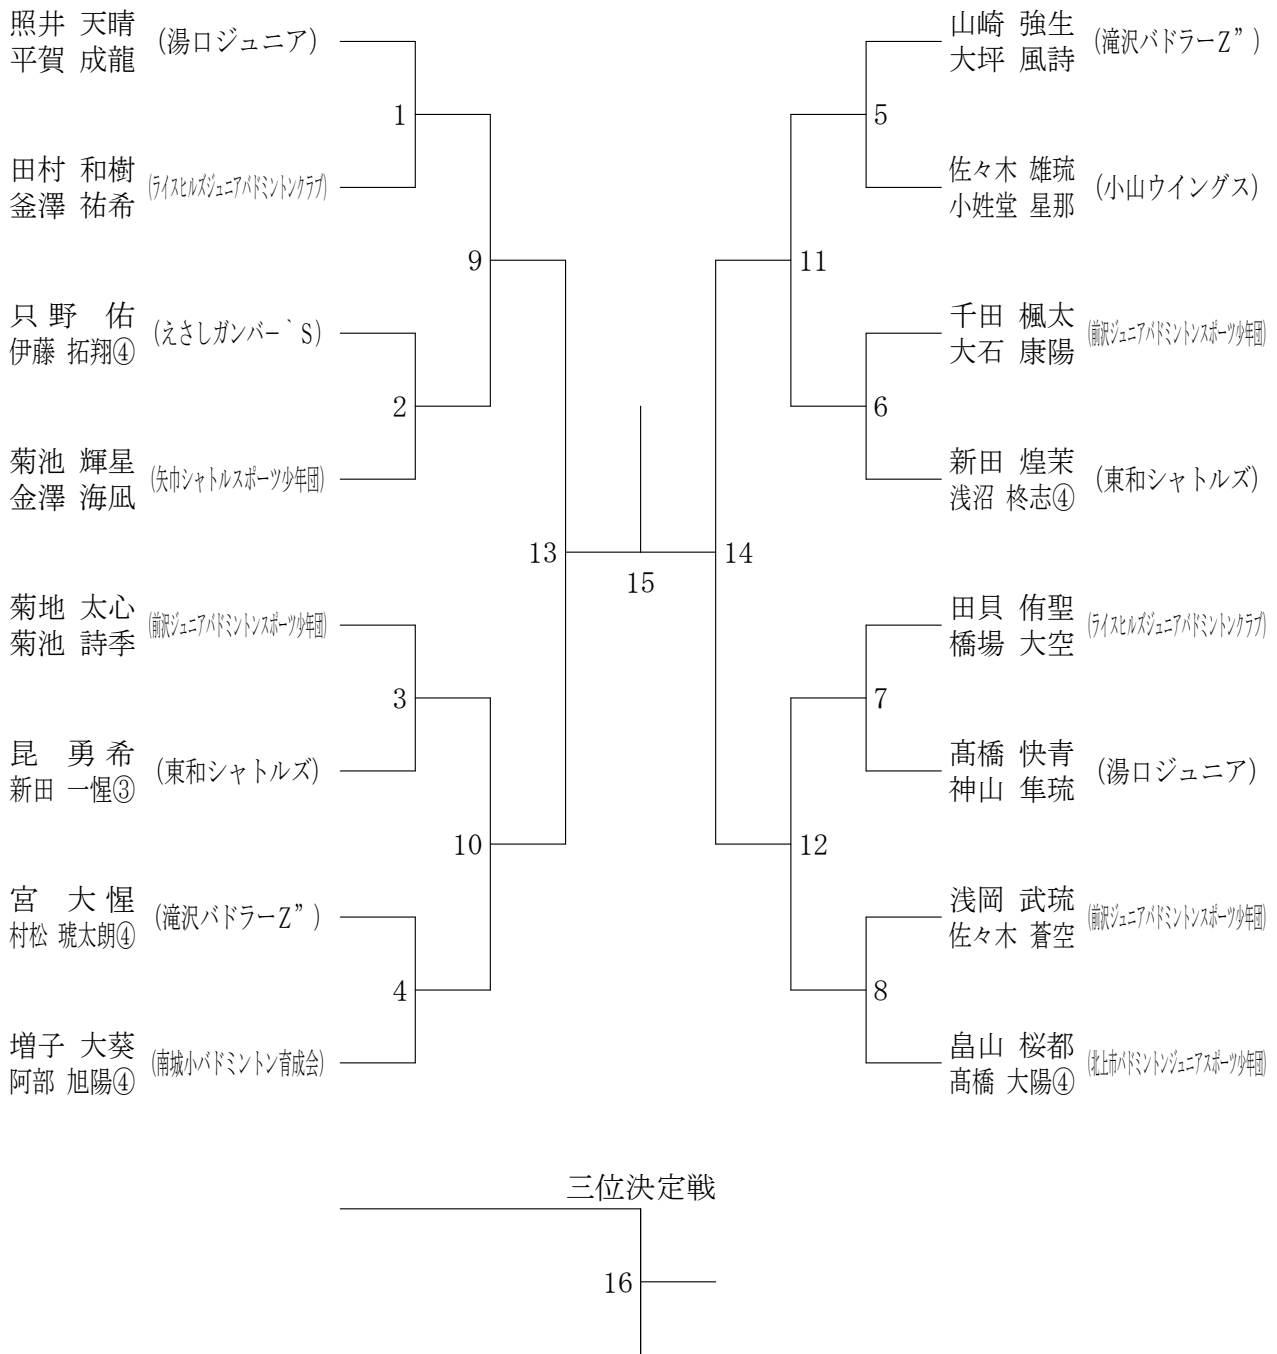 照井 天晴
平賀 成龍
(湯口ジュニア)
1
田村 和樹
釜澤 祐希
(ライスヒルズジュニアバドミントンクラブ)
9
只野 佑
伊藤 拓翔④
(えさしガンバー｀S)
2
菊池 輝星
金澤 海凪
(矢巾シャトルスポーツ少年団)
13
菊地 太心
菊池 詩季
(前沢ジュニアバドミントンスポーツ少年団)
3
昆 勇希
新田 一惺③
(東和シャトルズ)
10
宮 大惺
村松 琥太朗④
(滝沢バドラーZ”)
4
増子 大葵
阿部 旭陽④
(南城小バドミントン育成会)
15
山崎 強生
大坪 風詩
(滝沢バドラーZ”)
5
佐々木 雄琉
小姓堂 星那
(小山ウイングス)
11
千田 楓太
大石 康陽
(前沢ジュニアバドミントンスポーツ少年団)
6
新田 煌茉
浅沼 柊志④
(東和シャトルズ)
14
田貝 侑聖
橋場 大空
(ライスヒルズジュニアバドミントンクラブ)
7
髙橋 快青
神山 隼琉
(湯口ジュニア)
12
浅岡 武琉
佐々木 蒼空
(前沢ジュニアバドミントンスポーツ少年団)
8
畠山 桜都
髙橋 大陽④
(北上市バドミントンジュニアスポーツ少年団)
三位決定戦
16